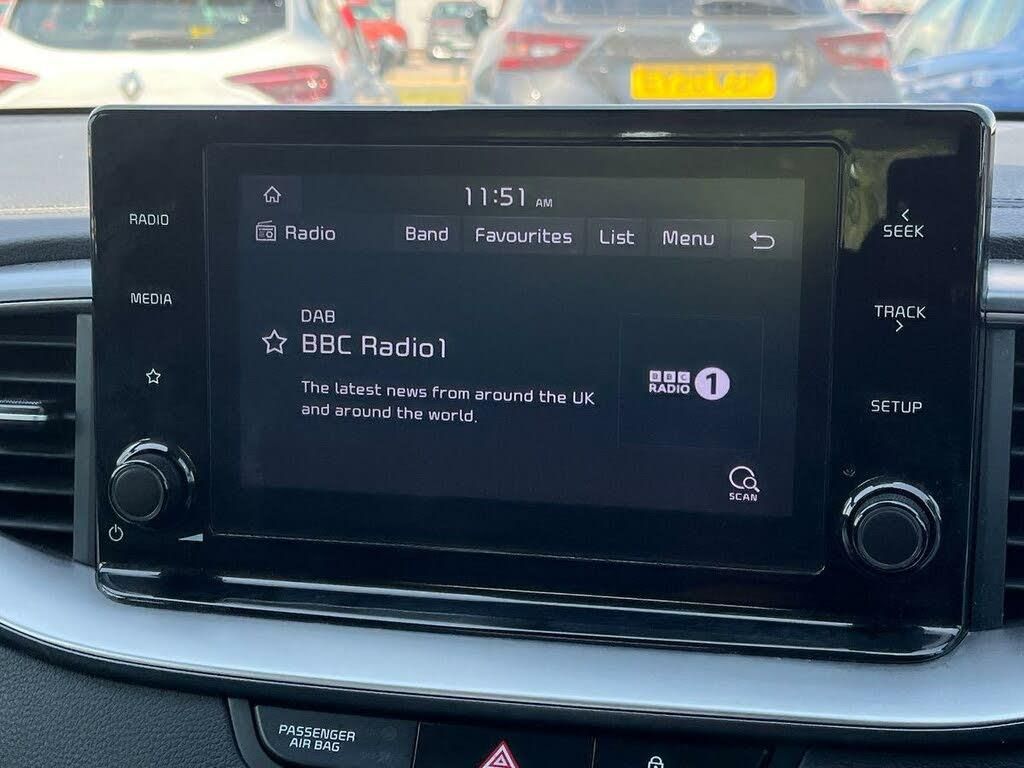 11:51 AM
Radio Band Favourites List Menu
RADIO
MEDIA
SEEK
TRACK
SETUP
DAB
BBC Radio1
The latest news from around the UK
and around the world.
BBC
RADIO 1
SCAN
PASSENGER
AIR BAG